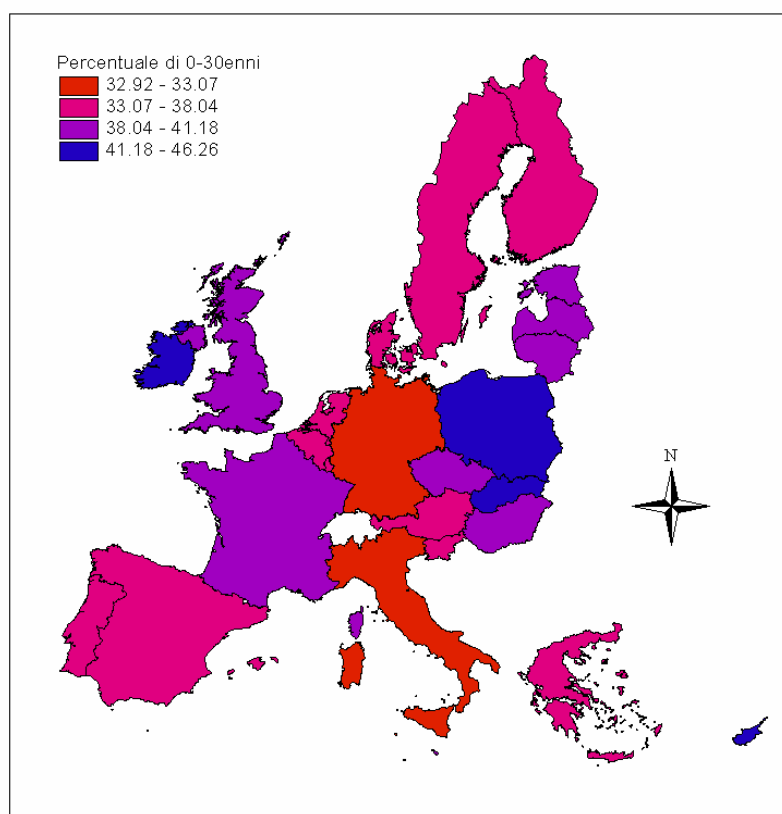 Percentuale di 0-30enni
32.92 - 33.07
33.07 - 38.04
38.04 - 41.18
41.18 - 46.26
N